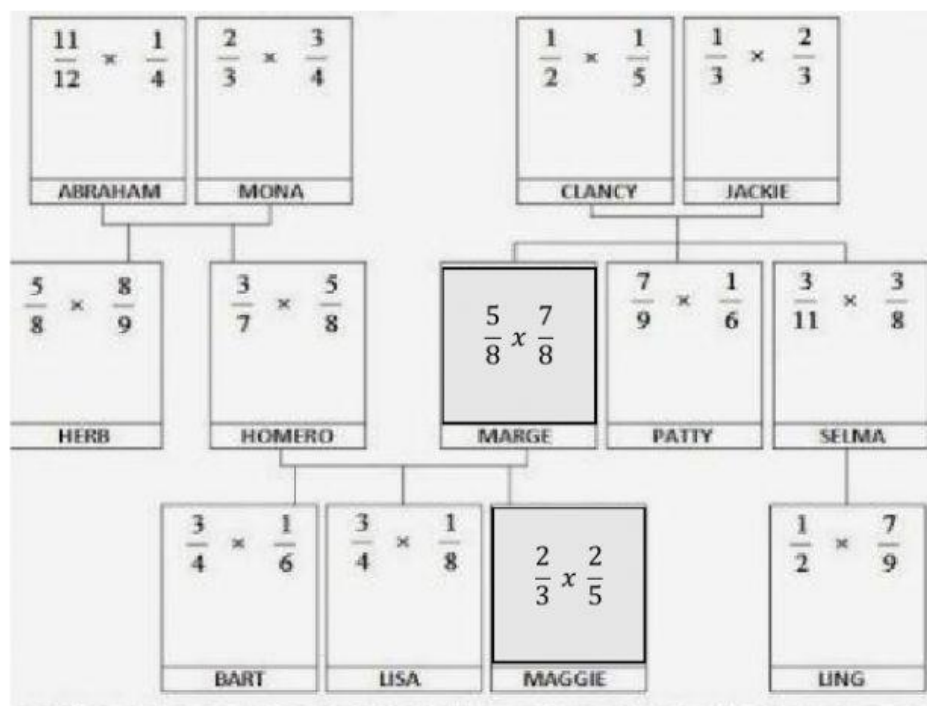 11/12 × 1/4
2/3 × 3/4
1/2 × 1/5
1/3 × 2/3
ABRAHAM
MONA
CLANCY
JACKIE
5/8 × 8/9
3/7 × 5/8
5/8 x 7/8
7/9 × 1/6
3/11 × 3/8
HERB
HOMERO
MARGE
PATTY
SELMA
3/4 × 1/6
3/4 × 1/8
2/3 x 2/5
1/2 × 7/9
BART
LISA
MAGGIE
LING